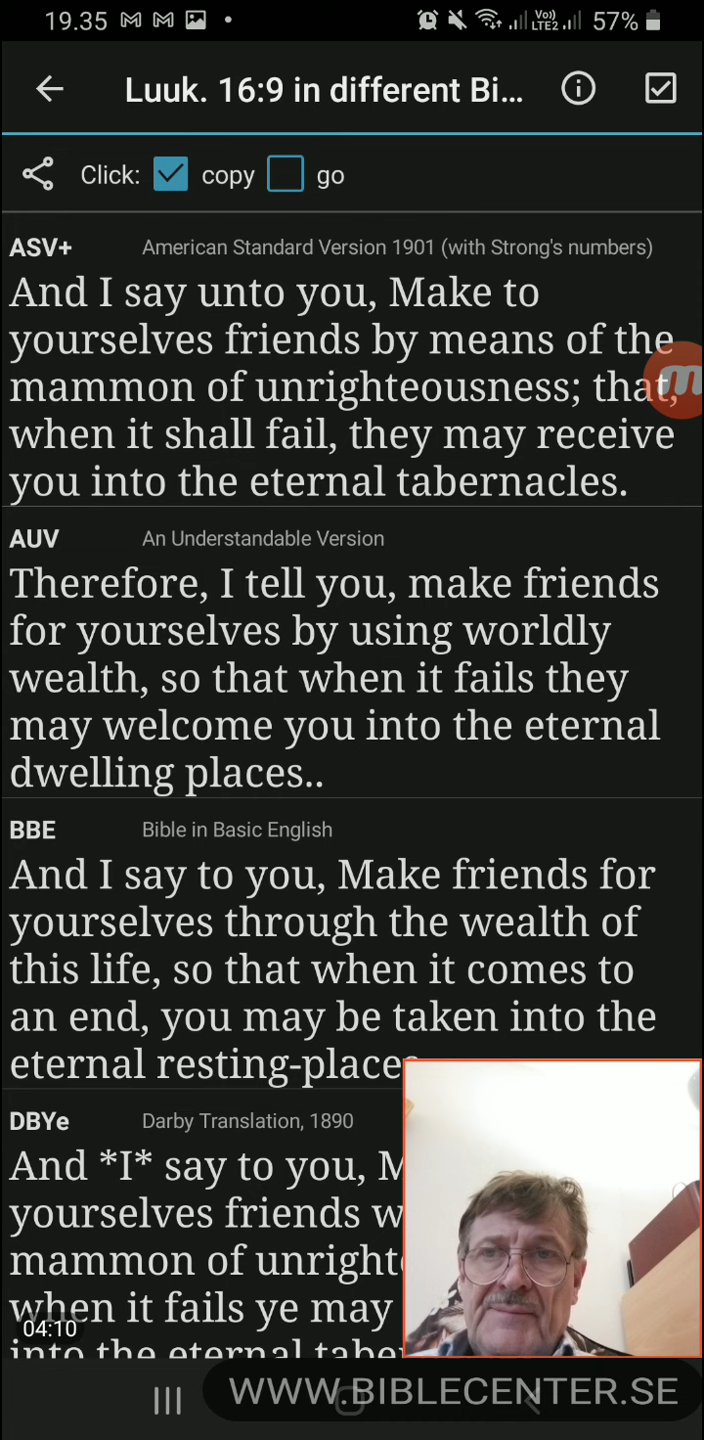 19.35 57%
Vo)) LTE2
Luuk. 16:9 in different Bi...
Click: copy go
ASV+ American Standard Version 1901 (with Strong's numbers)
And I say unto you, Make to
yourselves friends by means of the
mammon of unrighteousness; that,
when it shall fail, they may receive
you into the eternal tabernacles.
AUV An Understandable Version
Therefore, I tell you, make friends
for yourselves by using worldly
wealth, so that when it fails they
may welcome you into the eternal
dwelling places..
BBE Bible in Basic English
And I say to you, Make friends for
yourselves through the wealth of
this life, so that when it comes to
an end, you may be taken into the
eternal resting-places
DBYe Darby Translation, 1890
And *I* say to you,
yourselves friends
mammon of
when it fails ye may
04:10
into the eternal
WWW.BIBLECENTER.SE